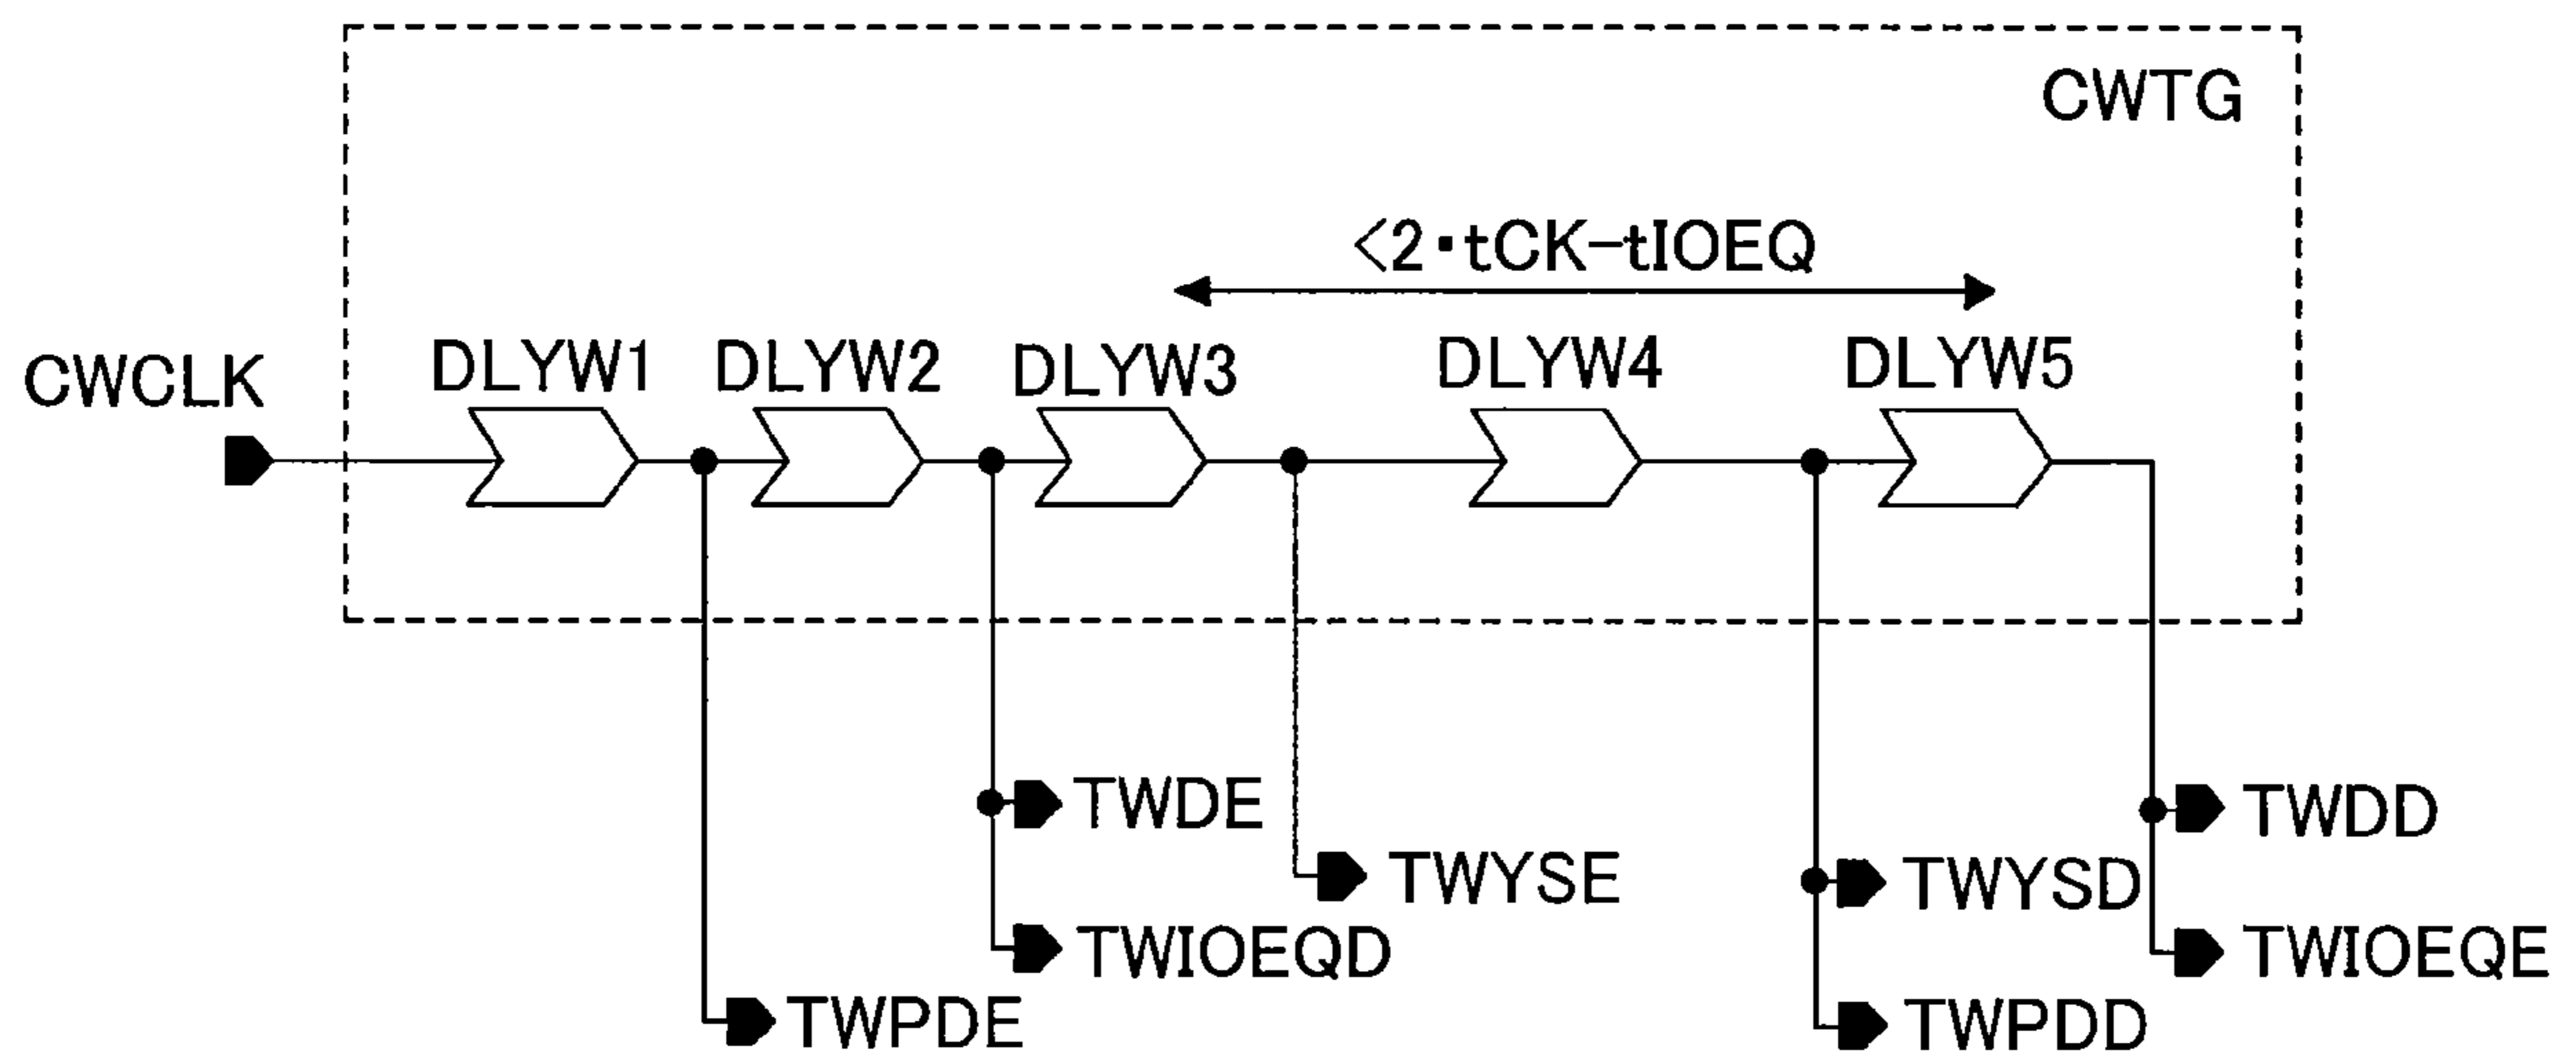 CWTG
<2・tCK−tIOEQ
CWCLK
DLYW1
DLYW2
DLYW3
DLYW4
DLYW5
TWDE
TWDD
TWYSE
TWYSD
TWIOEQD
TWIOEQE
TWPDE
TWPDD